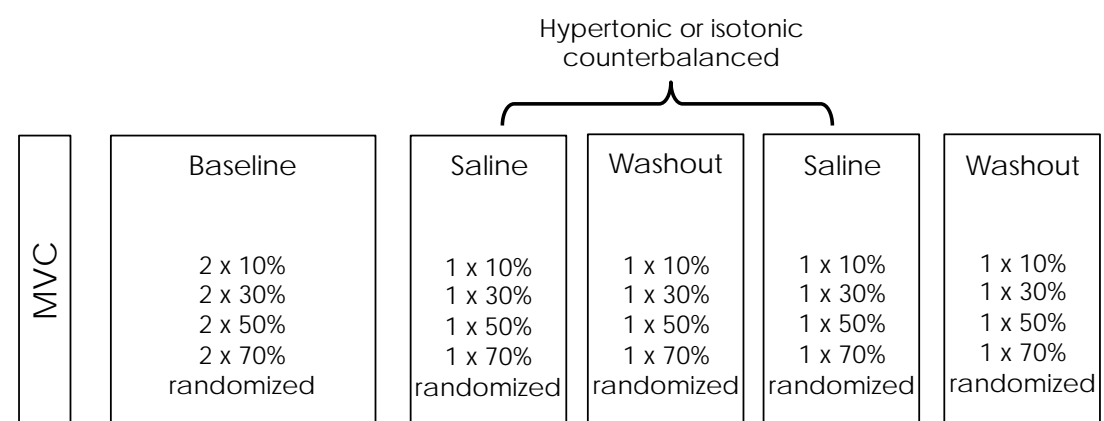 Hypertonic or isotonic
counterbalanced
MVC
Baseline
2 x 10%
2 x 30%
2 x 50%
2 x 70%
randomized
Saline
1 x 10%
1 x 30%
1 x 50%
1 x 70%
randomized
Washout
1 x 10%
1 x 30%
1 x 50%
1 x 70%
randomized
Saline
1 x 10%
1 x 30%
1 x 50%
1 x 70%
randomized
Washout
1 x 10%
1 x 30%
1 x 50%
1 x 70%
randomized